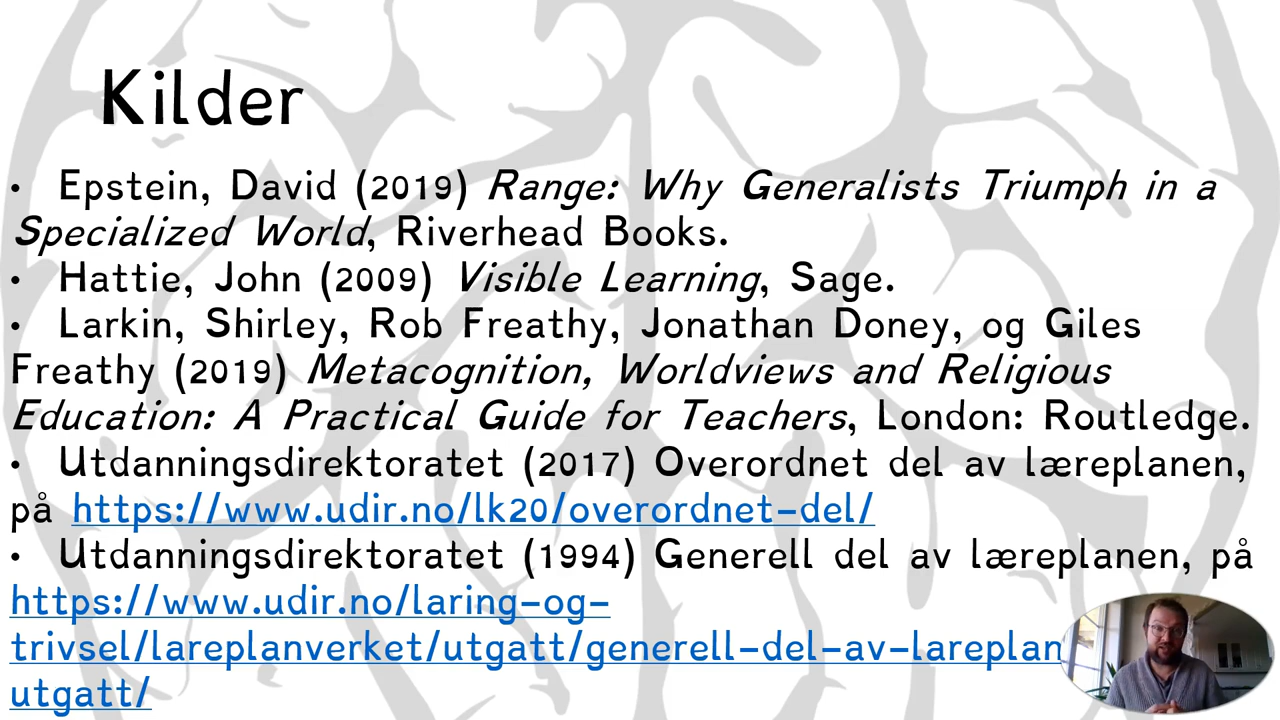 Kilder
• Epstein, David (2019) Range: Why Generalists Triumph in a
Specialized World, Riverhead Books.
• Hattie, John (2009) Visible Learning, Sage.
• Larkin, Shirley, Rob Freathy, Jonathan Doney, og Giles
Freathy (2019) Metacognition, Worldviews and Religious
Education: A Practical Guide for Teachers, London: Routledge.
• Utdanningsdirektoratet (2017) Overordnet del av læreplanen,
på https://www.udir.no/lk20/overordnet-del/
• Utdanningsdirektoratet (1994) Generell del av læreplanen, på
https://www.udir.no/laring-og-
trivsel/lareplanverket/utgatt/generell-del-av-lareplan
utgatt/